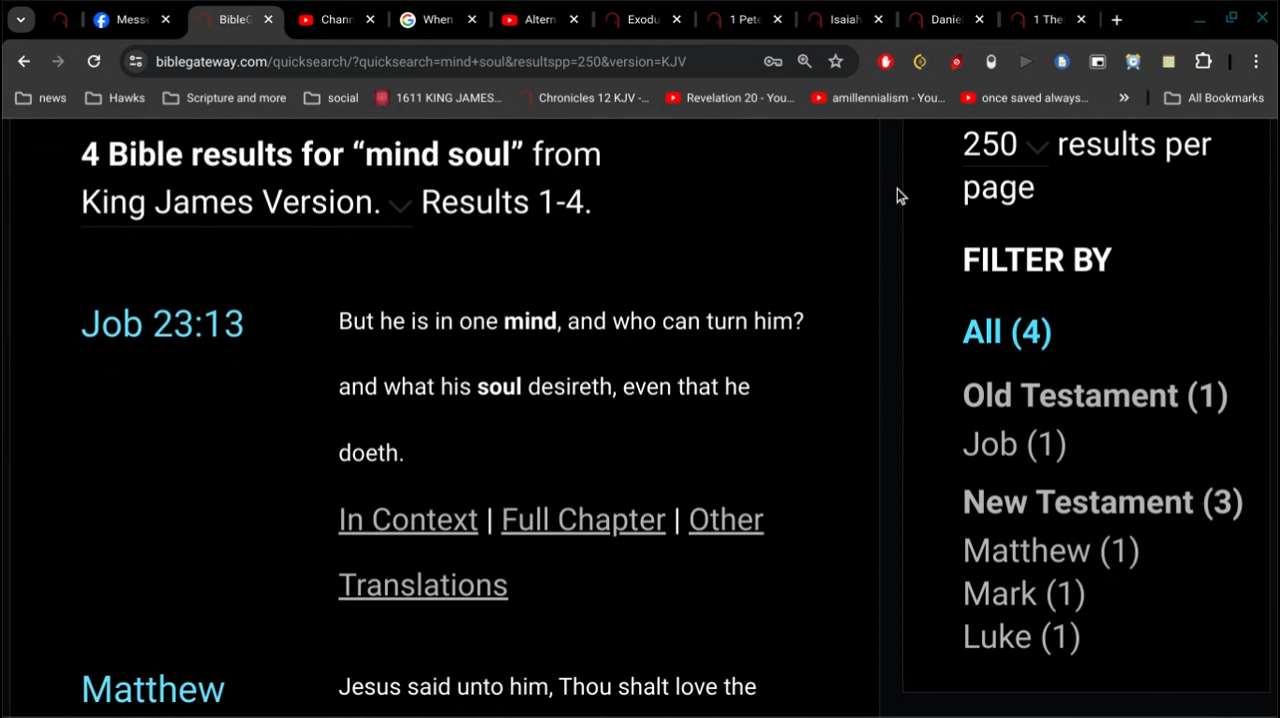 Messe
BibleG
Chann
When
Altern
Exodu
1 Pete
Isaiah
Daniel
1 The
biblegateway.com/quicksearch/?quicksearch=mind+soul&resultspp=250&version=KJV
news
Hawks
Scripture and more
social
1611 KING JAMES...
Chronicles 12 KJV -...
Revelation 20 - You...
amillennialism - You...
once saved always...
»
All Bookmarks
4 Bible results for “mind soul” from
King James Version. Results 1-4.
Job 23:13
But he is in one mind, and who can turn him?
and what his soul desireth, even that he
doeth.
In Context | Full Chapter | Other
Translations
Matthew
Jesus said unto him, Thou shalt love the
250 results per
page
FILTER BY
All (4)
Old Testament (1)
Job (1)
New Testament (3)
Matthew (1)
Mark (1)
Luke (1)